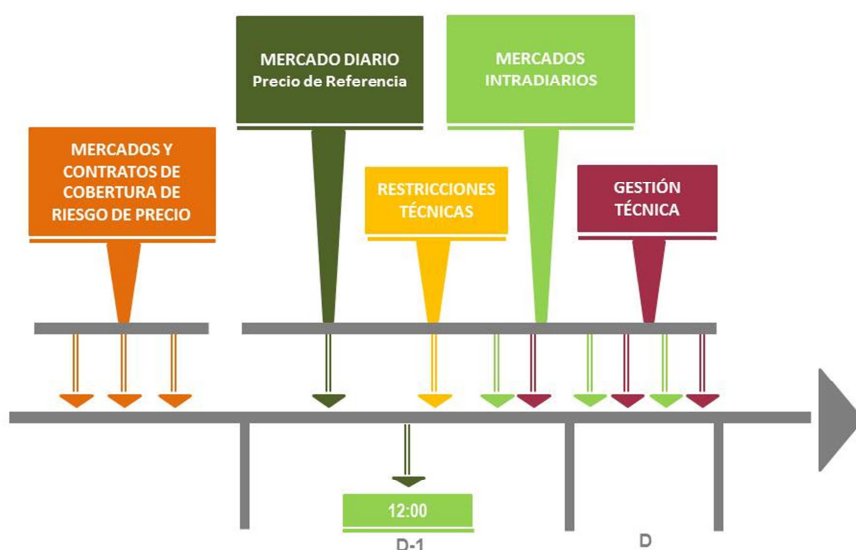 MERCADO DIARIO
Precio de Referencia
MERCADOS
INTRADIARIOS
MERCADOS Y
CONTRATOS DE
COBERTURA DE
RIESGO DE PRECIO
RESTRICCIONES
TÉCNICAS
GESTIÓN
TÉCNICA
12:00
D-1
D